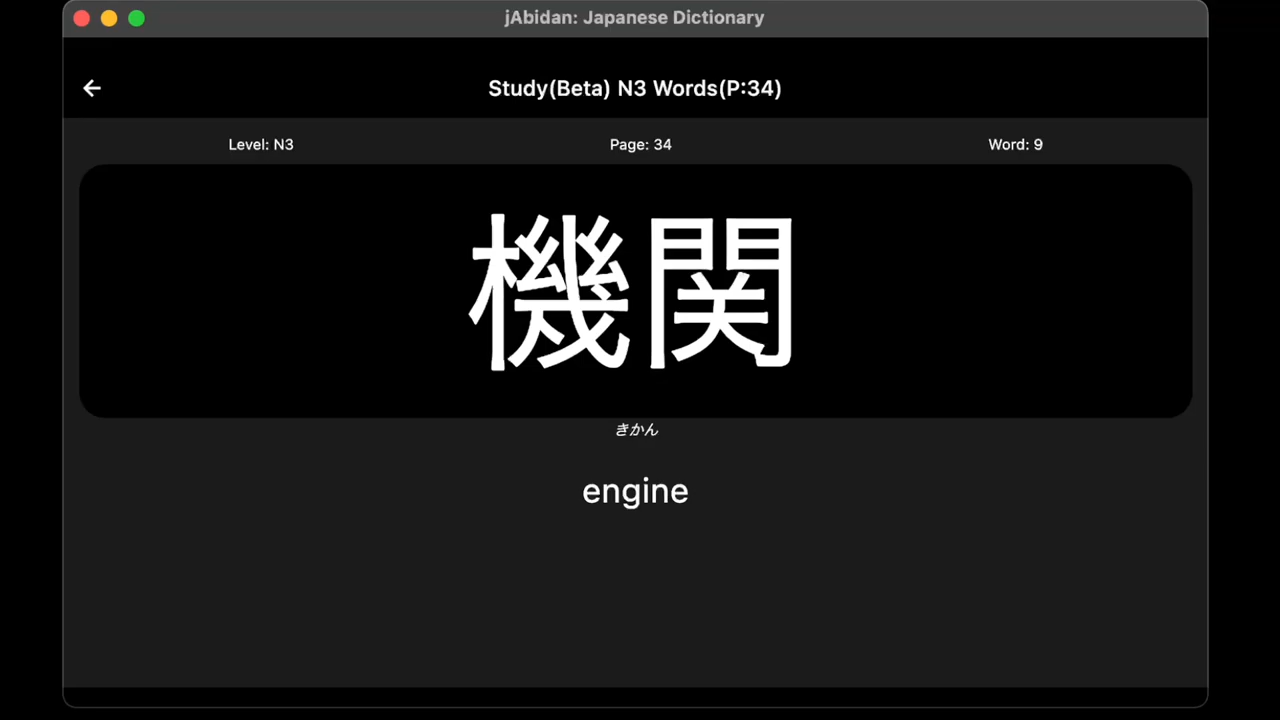 jAbidan: Japanese Dictionary
Study(Beta) N3 Words(P:34)
Level: N3 Page: 34 Word: 9
機関
きかん
engine